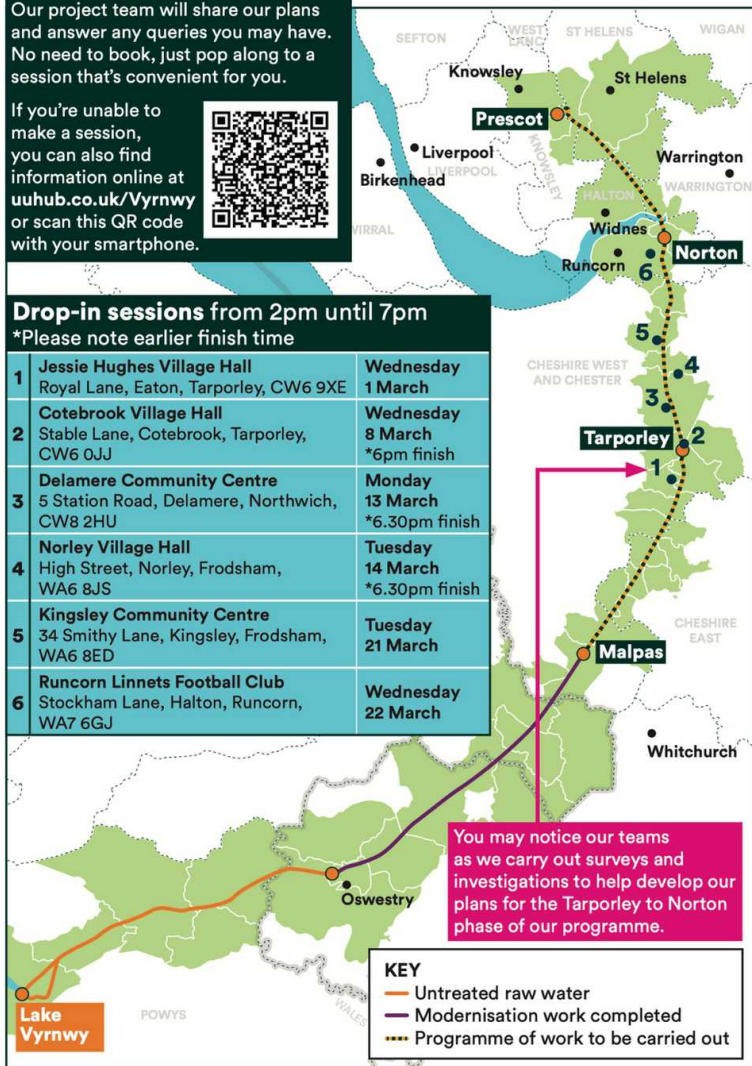 Our project team will share our plans
and answer any queries you may have.
No need to book, just pop along to a
session that's convenient for you.
If you're unable to
make a session,
you can also find
information online at
uuhub.co.uk/Vyrnwy
or scan this QR code
with your smartphone.
Drop-in sessions from 2pm until 7pm
*Please note earlier finish time
1 Jessie Hughes Village Hall
Royal Lane, Eaton, Tarporley, CW6 9XE
Wednesday
1 March
2 Cotebrook Village Hall
Stable Lane, Cotebrook, Tarporley,
CW6 0JJ
Wednesday
8 March
*6pm finish
3 Delamere Community Centre
5 Station Road, Delamere, Northwich,
CW8 2HU
Monday
13 March
*6.30pm finish
4 Norley Village Hall
High Street, Norley, Frodsham,
WA6 8JS
Tuesday
14 March
*6.30pm finish
5 Kingsley Community Centre
34 Smithy Lane, Kingsley, Frodsham,
WA6 8ED
Tuesday
21 March
6 Runcorn Linnets Football Club
Stockham Lane, Halton, Runcorn,
WA7 6GJ
Wednesday
22 March
SEFTON
WEST
LANC
ST HELENS
WIGAN
Knowsley
St Helens
Prescot
KNOWSLEY
Liverpool
LIVERPOOL
Birkenhead
Warrington
WARRINGTON
HALTON
WIRRAL
Widnes
Runcorn
6
Norton
5
CHESHIRE WEST
AND CHESTER
4
3
Tarporley
2
1
CHESHIRE
EAST
Malpas
Whitchurch
You may notice our teams
as we carry out surveys and
investigations to help develop our
plans for the Tarporley to Norton
phase of our programme.
Oswestry
Lake
Vyrnwy
POWYS
WALES
KEY
Untreated raw water
Modernisation work completed
Programme of work to be carried out